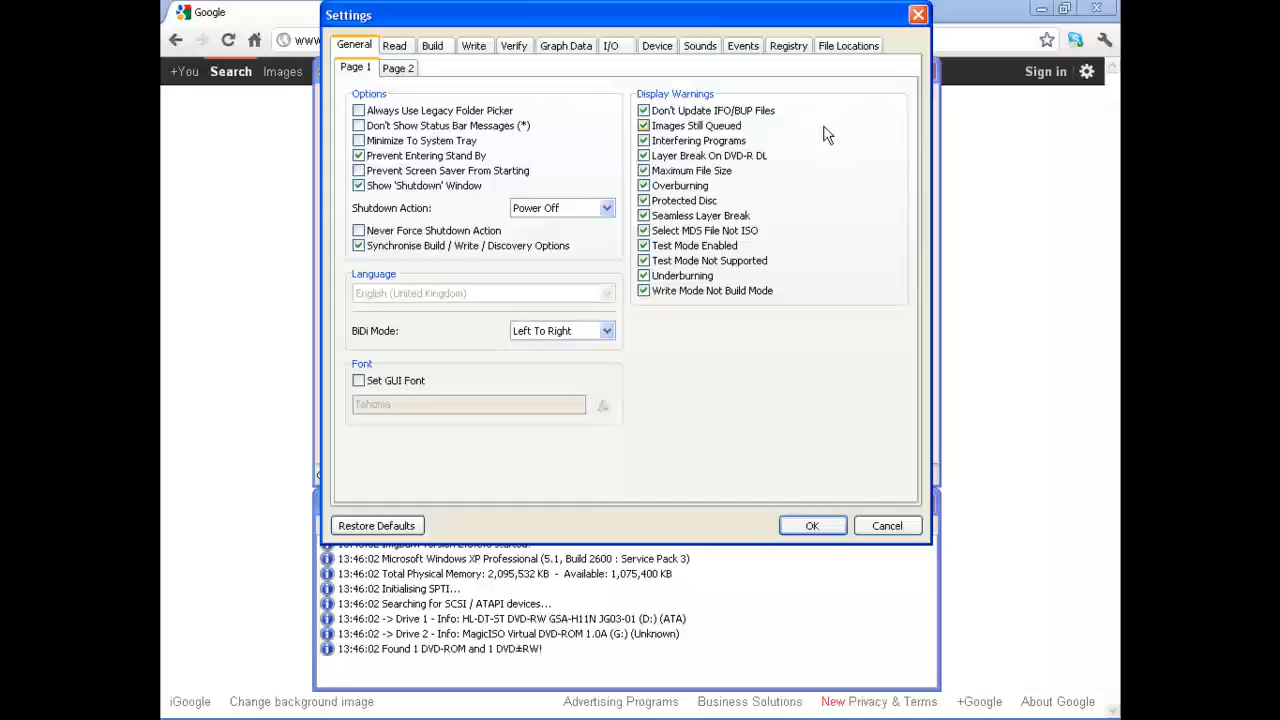 Google
Settings
www
General Read Build Write Verify Graph Data I/O Device Sounds Events Registry File Locations
+You Search Images
Sign in
Page 1 Page 2
Options
Always Use Legacy Folder Picker
Don't Show Status Bar Messages (*)
Minimize To System Tray
Prevent Entering Stand By
Prevent Screen Saver From Starting
Show 'Shutdown' Window
Shutdown Action: Power Off
Never Force Shutdown Action
Synchronise Build / Write / Discovery Options
Language
English (United Kingdom)
BiDi Mode: Left To Right
Font
Set GUI Font
Tahoma
Display Warnings
Don't Update IFO/BUP Files
Images Still Queued
Interfering Programs
Layer Break On DVD-R DL
Maximum File Size
Overburning
Protected Disc
Seamless Layer Break
Select MDS File Not ISO
Test Mode Enabled
Test Mode Not Supported
Underburning
Write Mode Not Build Mode
Restore Defaults OK Cancel
13:46:02 Microsoft Windows XP Professional (5.1, Build 2600 : Service Pack 3)
13:46:02 Total Physical Memory: 2,095,532 KB - Available: 1,075,400 KB
13:46:02 Initialising SPTI...
13:46:02 Searching for SCSI / ATAPI devices...
13:46:02 -> Drive 1 - Info: HL-DT-ST DVD-RW GSA-H11N JG03-01 (D:) (ATA)
13:46:02 -> Drive 2 - Info: MagicISO Virtual DVD-ROM 1.0A (G:) (Unknown)
13:46:02 Found 1 DVD-ROM and 1 DVD±RW!
iGoogle Change background image Advertising Programs Business Solutions New Privacy & Terms +Google About Google